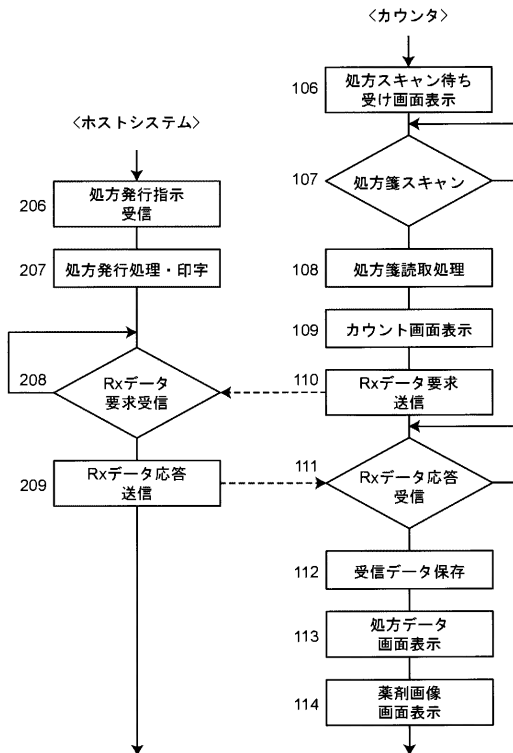 〈カウンタ〉
106
処方スキャン待ち
受け画面表示
〈ホストシステム〉
107
処方箋スキャン
206
処方発行指示
受信
207
処方発行処理・印字
108
処方箋読取処理
109
カウント画面表示
208
Rxデータ
要求受信
110
Rxデータ要求
送信
209
Rxデータ応答
送信
111
Rxデータ応答
受信
112
受信データ保存
113
処方データ
画面表示
114
薬剤画像
画面表示